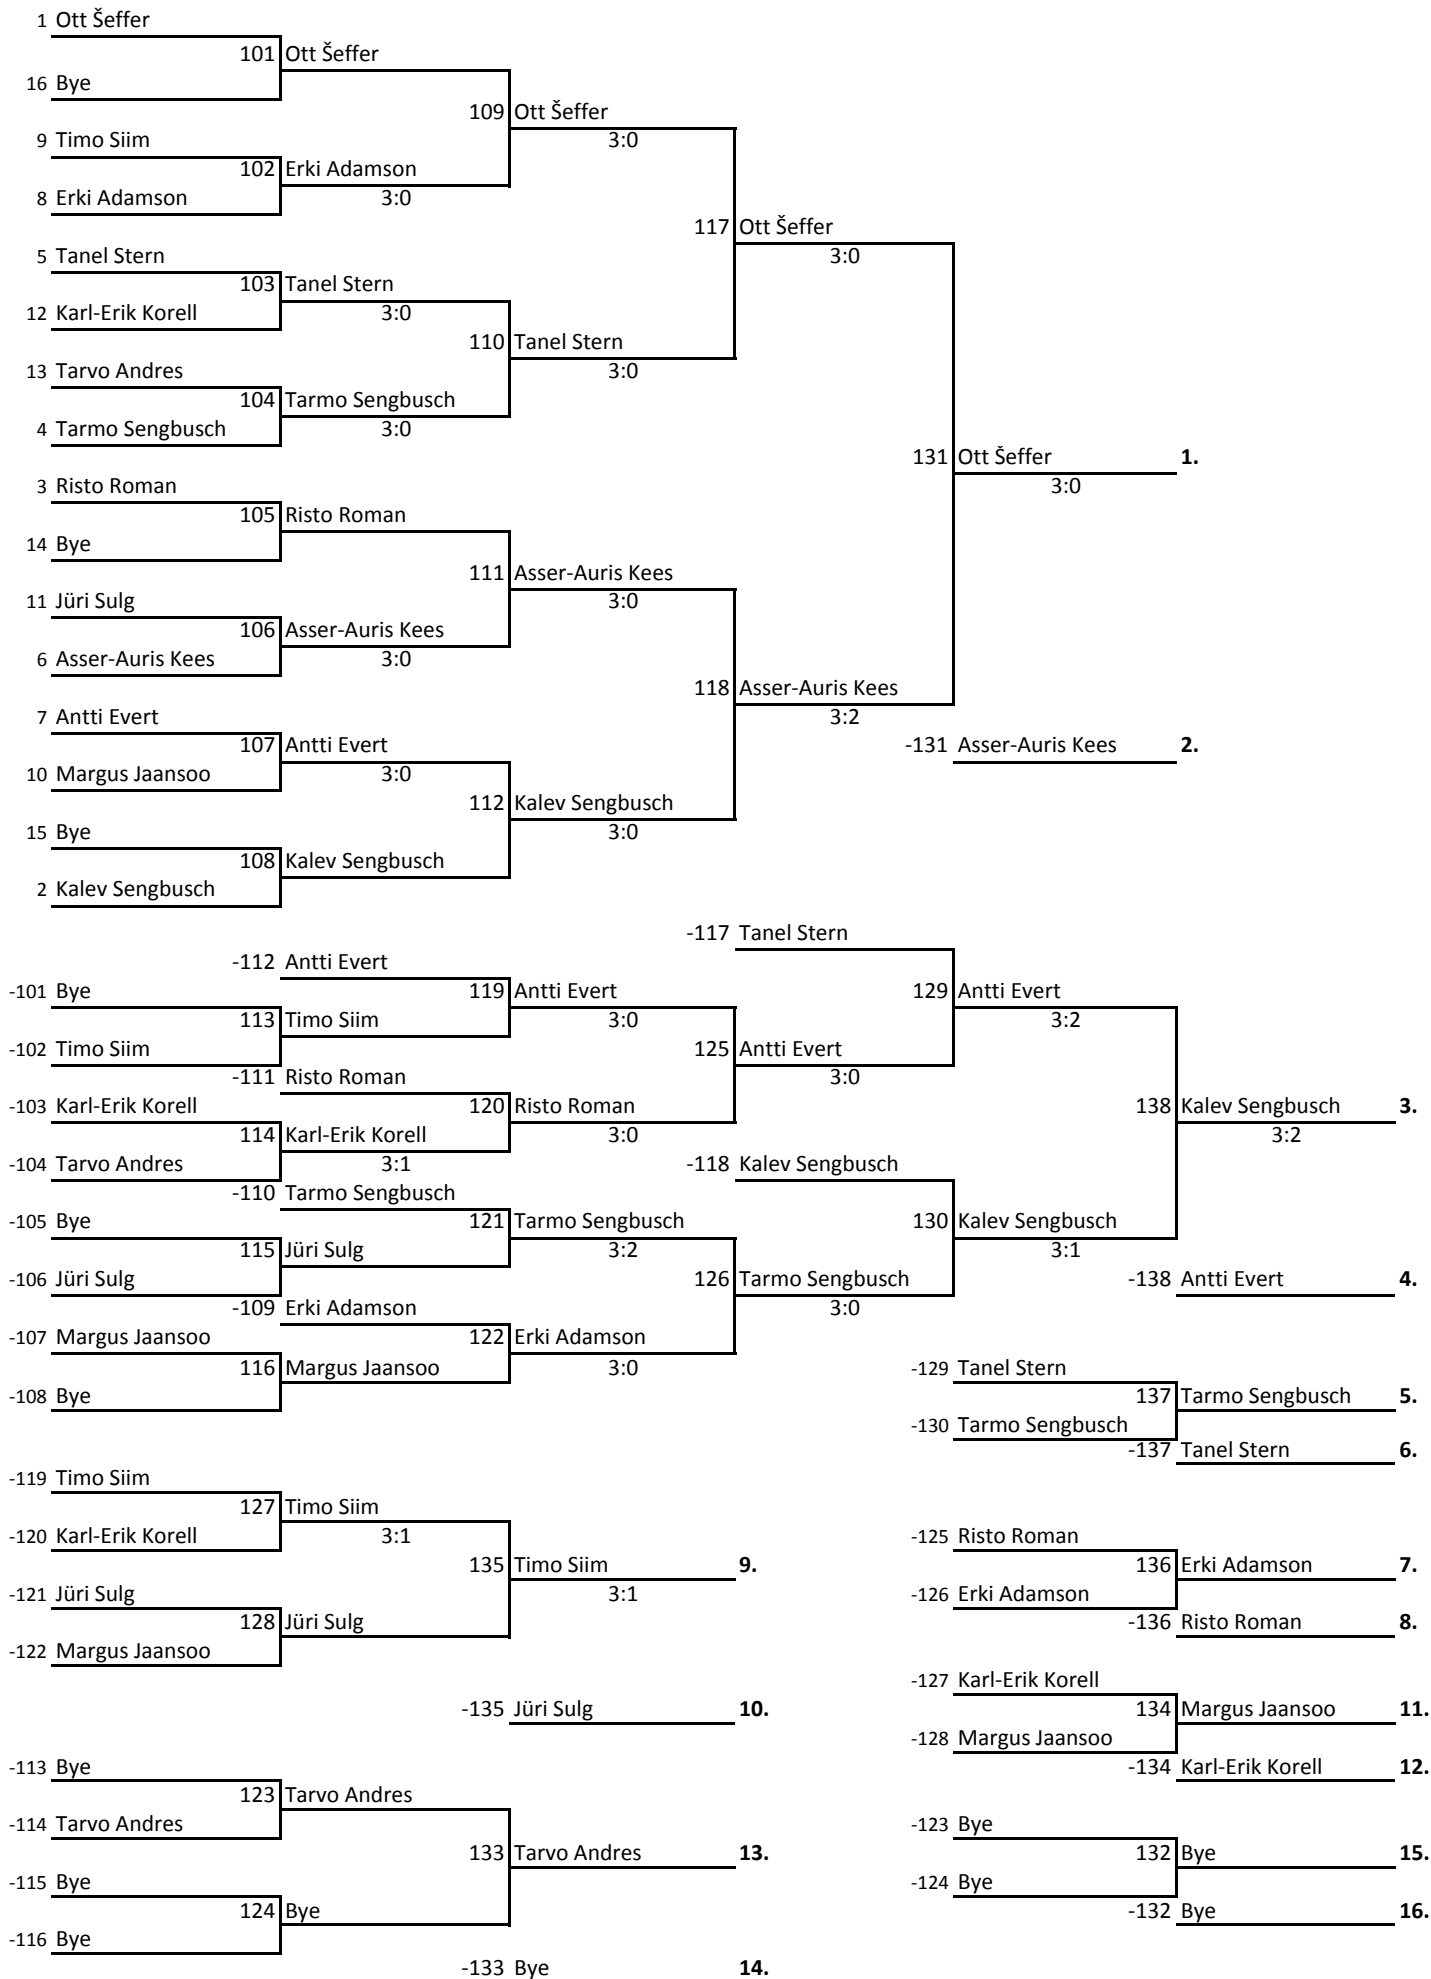 1 Ott Šeffer
101 Ott Šeffer
16 Bye
109 Ott Šeffer
3:0
9 Timo Siim
102 Erki Adamson
3:0
8 Erki Adamson
117 Ott Šeffer
3:0
5 Tanel Stern
103 Tanel Stern
3:0
12 Karl-Erik Korell
110 Tanel Stern
3:0
13 Tarvo Andres
104 Tarmo Sengbusch
3:0
4 Tarmo Sengbusch
131 Ott Šeffer 1.
3:0
3 Risto Roman
105 Risto Roman
14 Bye
111 Asser-Auris Kees
3:0
11 Jüri Sulg
106 Asser-Auris Kees
3:0
6 Asser-Auris Kees
118 Asser-Auris Kees
3:2
7 Antti Evert
107 Antti Evert
3:0
-131 Asser-Auris Kees 2.
10 Margus Jaansoo
112 Kalev Sengbusch
3:0
15 Bye
108 Kalev Sengbusch
2 Kalev Sengbusch
-117 Tanel Stern
-112 Antti Evert
-101 Bye
119 Antti Evert
3:0
129 Antti Evert
3:2
113 Timo Siim
-102 Timo Siim
125 Antti Evert
3:0
-111 Risto Roman
-103 Karl-Erik Korell
120 Risto Roman
3:0
138 Kalev Sengbusch 3.
3:2
114 Karl-Erik Korell
3:1
-104 Tarvo Andres
-118 Kalev Sengbusch
-110 Tarmo Sengbusch
-105 Bye
121 Tarmo Sengbusch
3:2
130 Kalev Sengbusch
3:1
115 Jüri Sulg
-106 Jüri Sulg
126 Tarmo Sengbusch
3:0
-138 Antti Evert 4.
-109 Erki Adamson
-107 Margus Jaansoo
122 Erki Adamson
3:0
116 Margus Jaansoo
-108 Bye
-129 Tanel Stern
137 Tarmo Sengbusch 5.
-130 Tarmo Sengbusch
-137 Tanel Stern 6.
-119 Timo Siim
127 Timo Siim
3:1
-120 Karl-Erik Korell
135 Timo Siim 9.
3:1
-121 Jüri Sulg
128 Jüri Sulg
-122 Margus Jaansoo
-125 Risto Roman
136 Erki Adamson 7.
-126 Erki Adamson
-136 Risto Roman 8.
-135 Jüri Sulg 10.
-127 Karl-Erik Korell
134 Margus Jaansoo 11.
-128 Margus Jaansoo
-134 Karl-Erik Korell 12.
-113 Bye
123 Tarvo Andres
-114 Tarvo Andres
133 Tarvo Andres 13.
-115 Bye
124 Bye
-116 Bye
-123 Bye
132 Bye 15.
-124 Bye
-132 Bye 16.
-133 Bye 14.